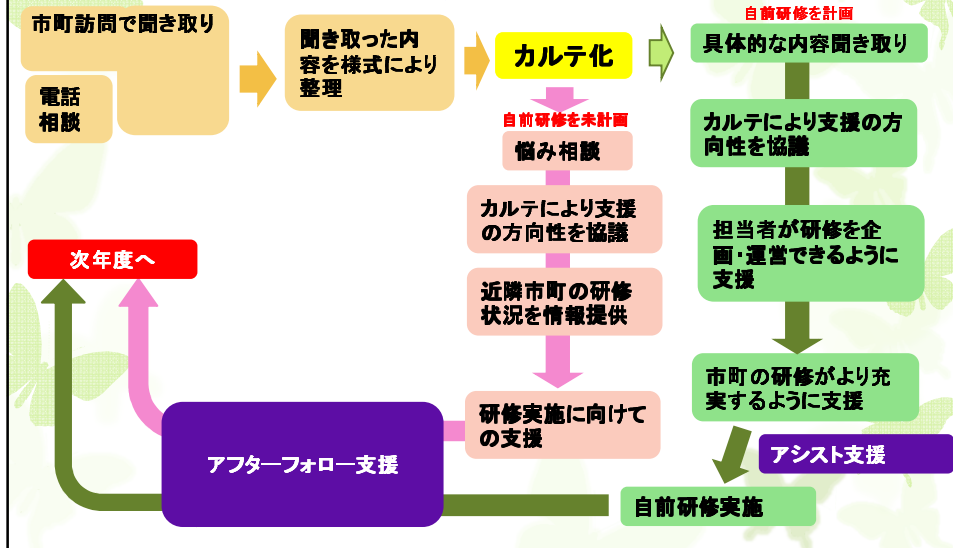 市町訪問で聞き取り
電話
相談
聞き取った内
容を様式により
整理
カルテ化
自前研修を計画
具体的な内容聞き取り
カルテにより支援の方
向性を協議
担当者が研修を企
画・運営できるように
支援
市町の研修がより充
実するように支援
アシスト支援
自前研修実施
自前研修を未計画
悩み相談
カルテにより支援
の方向性を協議
近隣市町の研修
状況を情報提供
研修実施に向けて
の支援
アフターフォロー支援
次年度へ